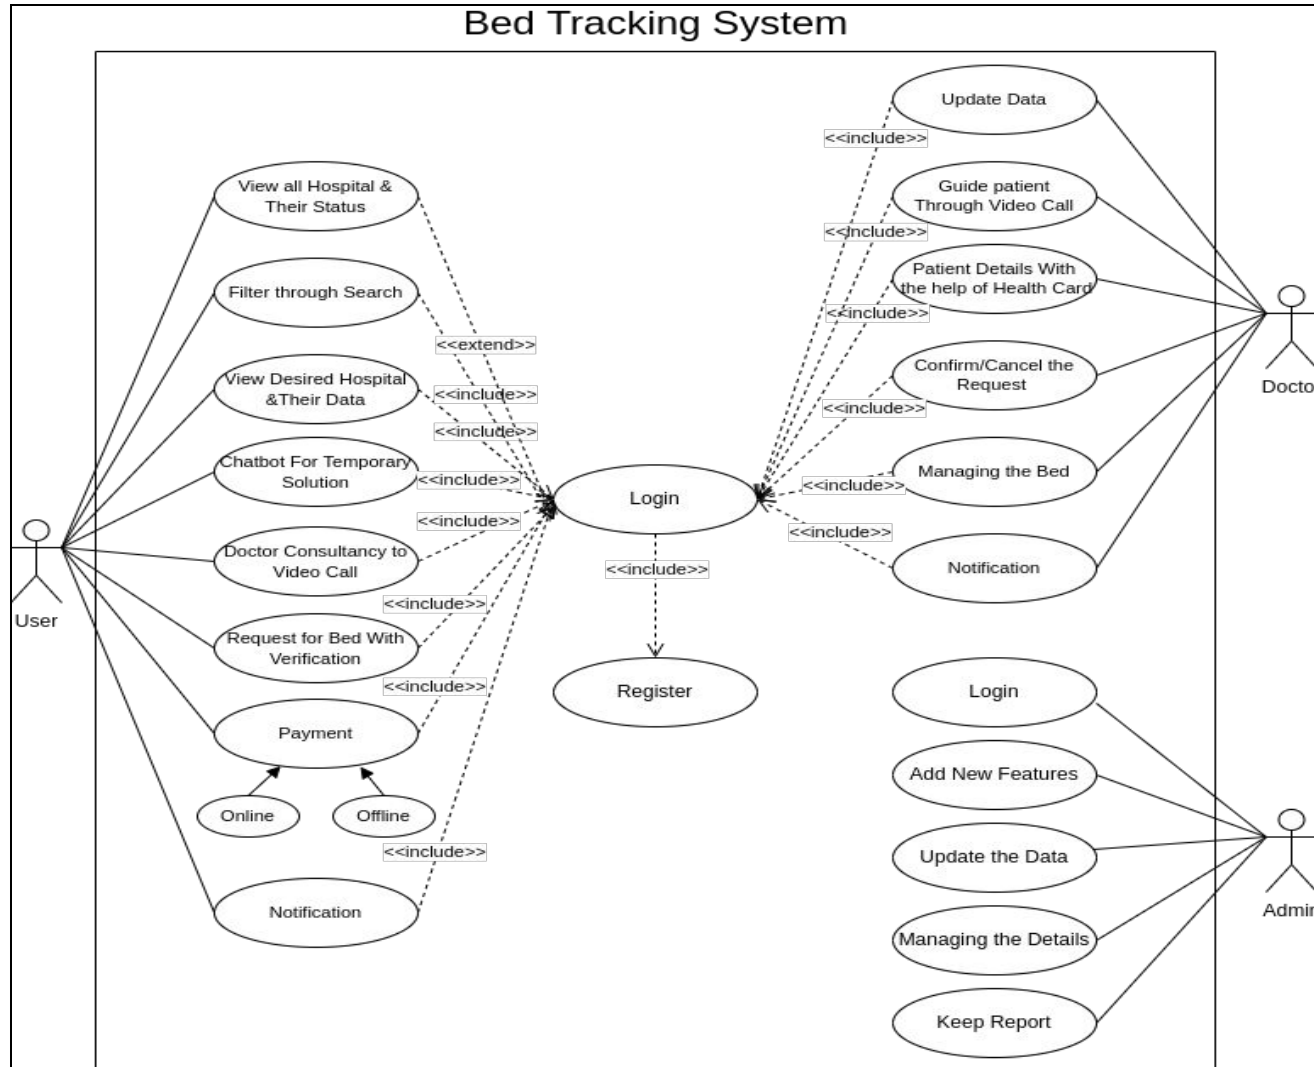 Bed Tracking System
Update Data
<<include>>
View all Hospital &
Their Status
Guide patient
Through Video Call
<<include>>
Filter through Search
Patient Details With
the help of Health Card
<<include>>
<<extend>>
View Desired Hospital
&Their Data
<<include>>
Confirm/Cancel the
Request
<<include>>
Docto
<<include>>
Chatbot For Temporary
Solution
<<include>>
Login
Managing the Bed
<<include>>
<<include>>
<<include>>
Doctor Consultancy to
Video Call
<<include>>
Notification
User
<<include>>
Request for Bed With
Verification
<<include>>
Register
Login
Payment
Add New Features
Online
Offline
<<include>>
Update the Data
Notification
Admin
Managing the Details
Keep Report